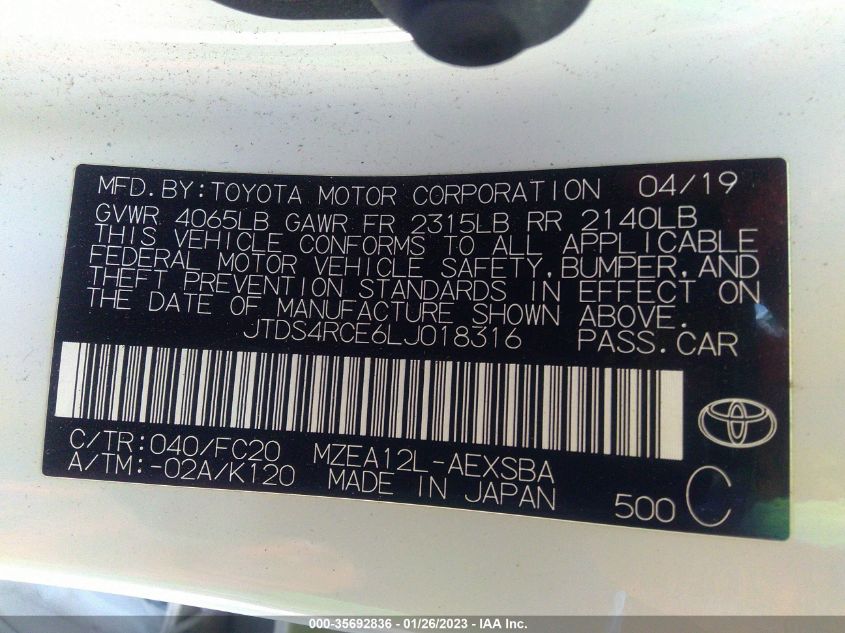 MFD.BY:TOYOTA MOTOR CORPORATION 04/19
GVWR 4065LB GAWR FR 2315LB RR 2140LB
THIS VEHICLE CONFORMS TO ALL APPLICABLE
FEDERAL MOTOR VEHICLE SAFETY,BUMPER,AND
THEFT PREVENTION STANDARDS IN EFFECT ON
THE DATE OF MANUFACTURE SHOWN ABOVE.
JTDS4RCE6LJ018316 PASS.CAR
C/TR:040/FC20 MZEA12L-AEXSBA
A/TM:-02A/K120 MADE IN JAPAN 500 C
000-35692836 - 01/26/2023 - IAA Inc.